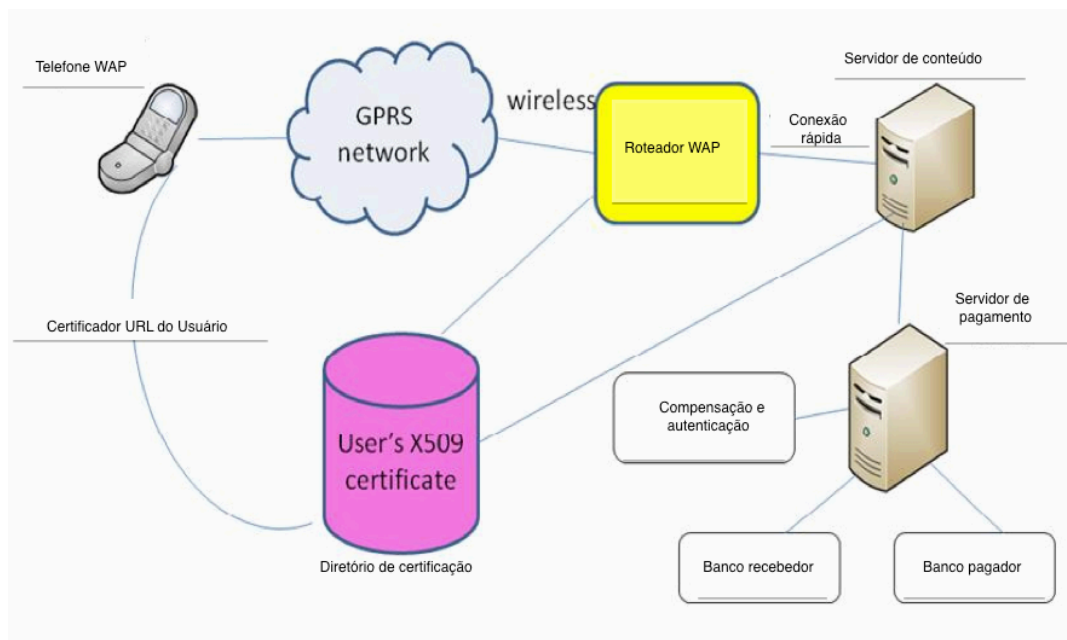 Telefone WAP
GPRS
network
wireless
Roteador WAP
Conexão
rápida
Servidor de conteúdo
Certificador URL do Usuário
User's X509
certificate
Diretório de certificação
Servidor de
pagamento
Compensação e
autenticação
Banco recebedor
Banco pagador